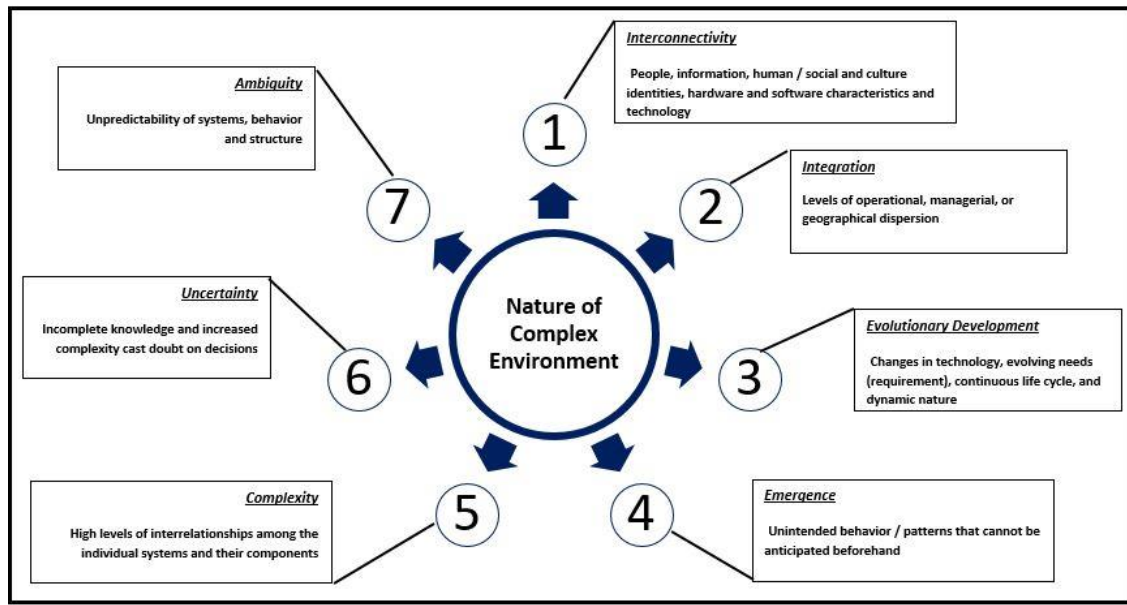 Nature of
Complex
Environment
1
Interconnectivity
People, information, human / social and culture
identities, hardware and software characteristics and
technology
2
Integration
Levels of operational, managerial, or
geographical dispersion
3
Evolutionary Development
Changes in technology, evolving needs
(requirement), continuous life cycle, and
dynamic nature
4
Emergence
Unintended behavior / patterns that cannot be
anticipated beforehand
5
Complexity
High levels of interrelationships among the
individual systems and their components
6
Uncertainty
Incomplete knowledge and increased
complexity cast doubt on decisions
7
Ambiguity
Unpredictability of systems, behavior
and structure